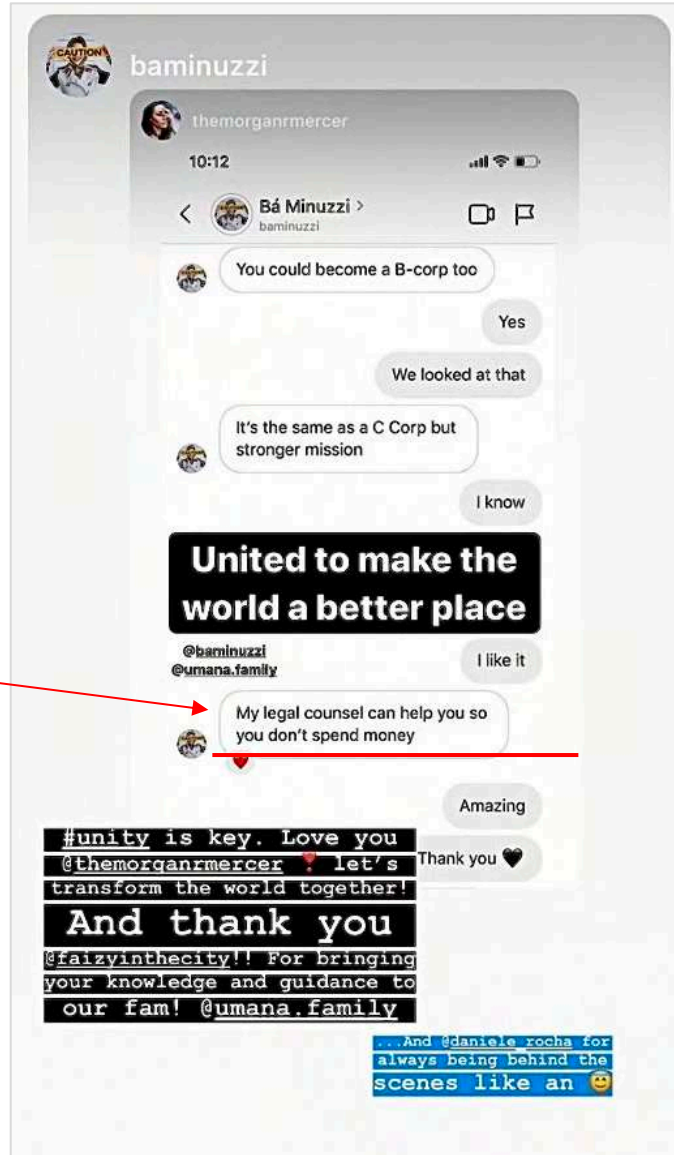 CAUTION
baminuzzi
themorganrmercer
10:12
Bá Minuzzi >
baminuzzi
You could become a B-corp too
Yes
We looked at that
It's the same as a C Corp but
stronger mission
I know
United to make the
world a better place
@baminuzzi
@umana.family
I like it
My legal counsel can help you so
you don't spend money
Amazing
Thank you 🖤
#unity is key. Love you
@themorganrmercer ❣️ let's
transform the world together!
And thank you
@faizyinthecity!! For bringing
your knowledge and guidance to
our fam! @umana.family
...And @daniele_rocha for
always being behind the
scenes like an 😇